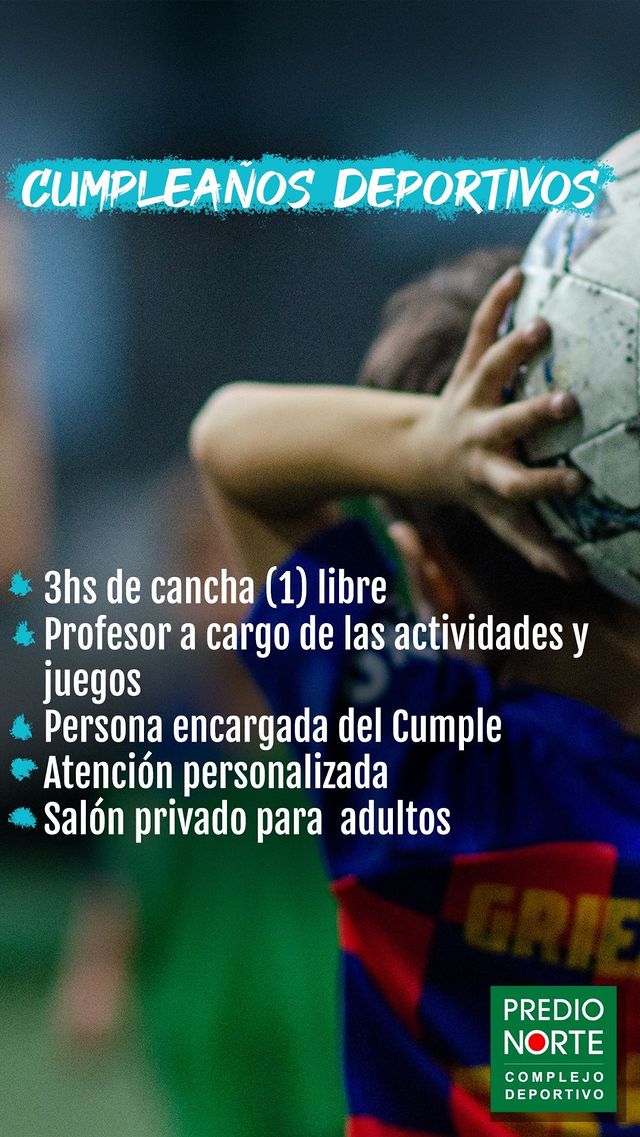 CUMPLEAÑOS DEPORTIVOS
3hs de cancha (1) libre
Profesor a cargo de las actividades y
juegos
Persona encargada del Cumple
Atención personalizada
Salón privado para adultos
GRIE
PREDIO
NORTE
COMPLEJO
DEPORTIVO